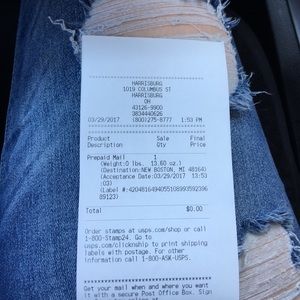 HARRISBURG
1019 COLUMBUS ST
HARRISBURG
OH
43126-9900
3834440626
03/29/2017 (800)275-8777 1:53 PM
Product Sale Final
Description Qty Price
Prepaid Mail 1
(Weight:0 lbs. 13.60 oz.)
(Destination:NEW BOSTON, MI 48164)
(Acceptance Date:03/29/2017 13:53
:03)
(Label #:4204816494055108993592396
89123)
Total $0.00
Order stamps at usps.com/shop or call
1-800-Stamp24. Go to
usps.com/clicknship to print shipping
labels with postage. For other
information call 1-800-ASK-USPS.
Get your mail when and where you want
it with a secure Post Office Box. Sign